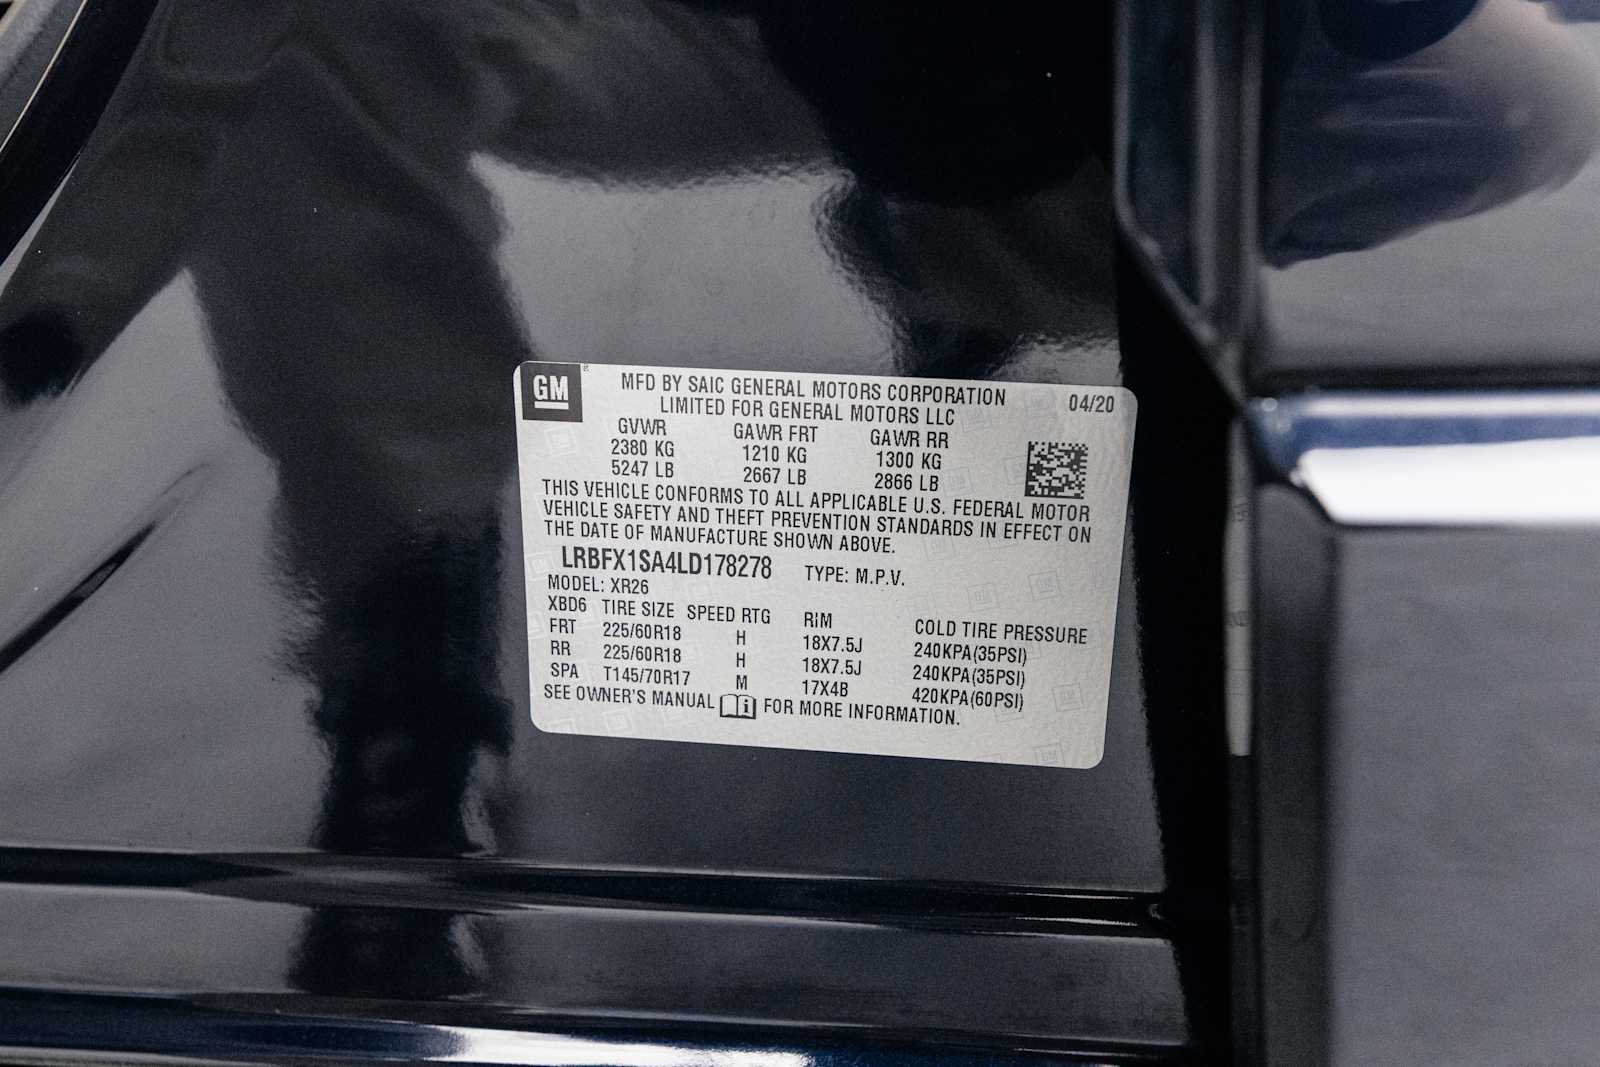 GM
MFD BY SAIC GENERAL MOTORS CORPORATION
LIMITED FOR GENERAL MOTORS LLC
04/20
GVWR GAWR FRT GAWR RR
2380 KG 1210 KG 1300 KG
5247 LB 2667 LB 2866 LB
THIS VEHICLE CONFORMS TO ALL APPLICABLE U.S. FEDERAL MOTOR
VEHICLE SAFETY AND THEFT PREVENTION STANDARDS IN EFFECT ON
THE DATE OF MANUFACTURE SHOWN ABOVE.
LRBFX1SA4LD178278 TYPE: M.P.V.
MODEL: XR26
XBD6 TIRE SIZE SPEED RTG RIM COLD TIRE PRESSURE
FRT 225/60R18 H 18X7.5J 240KPA(35PSI)
RR 225/60R18 H 18X7.5J 240KPA(35PSI)
SPA T145/70R17 M 17X4B 420KPA(60PSI)
SEE OWNER'S MANUAL i FOR MORE INFORMATION.